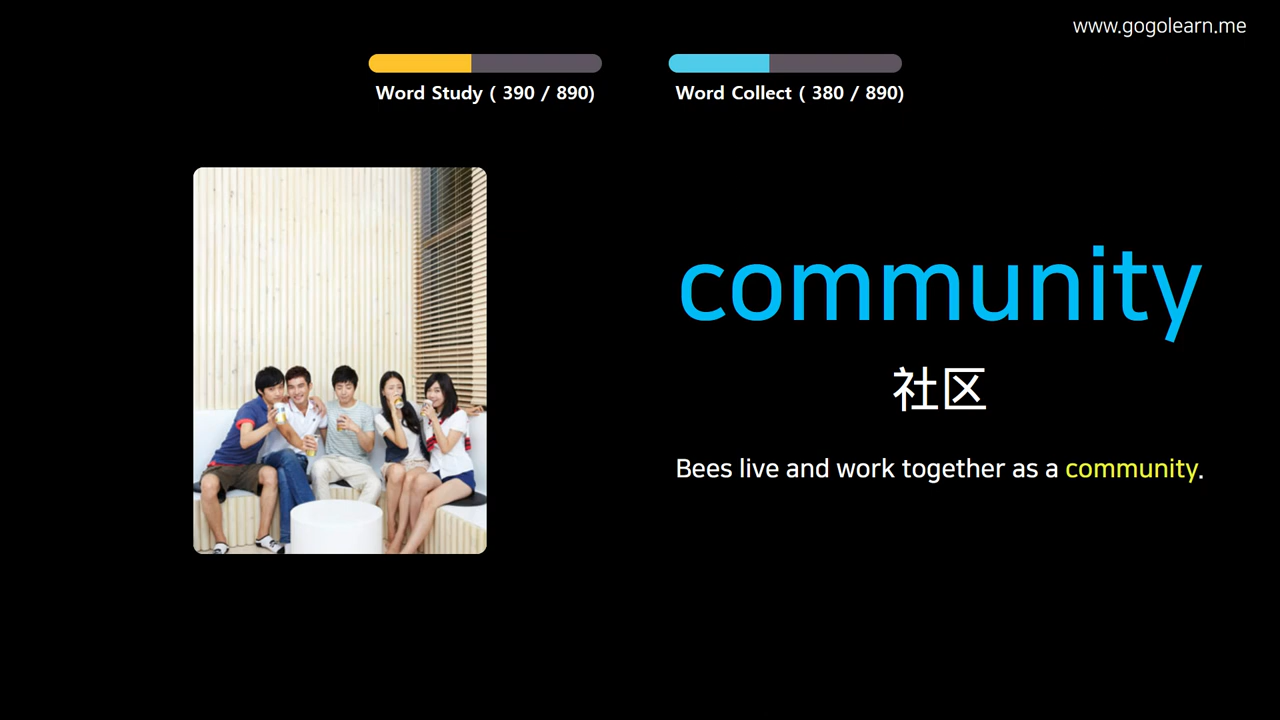 www.gogolearn.me
Word Study ( 390 / 890)
Word Collect ( 380 / 890)
community
社区
Bees live and work together as a community.